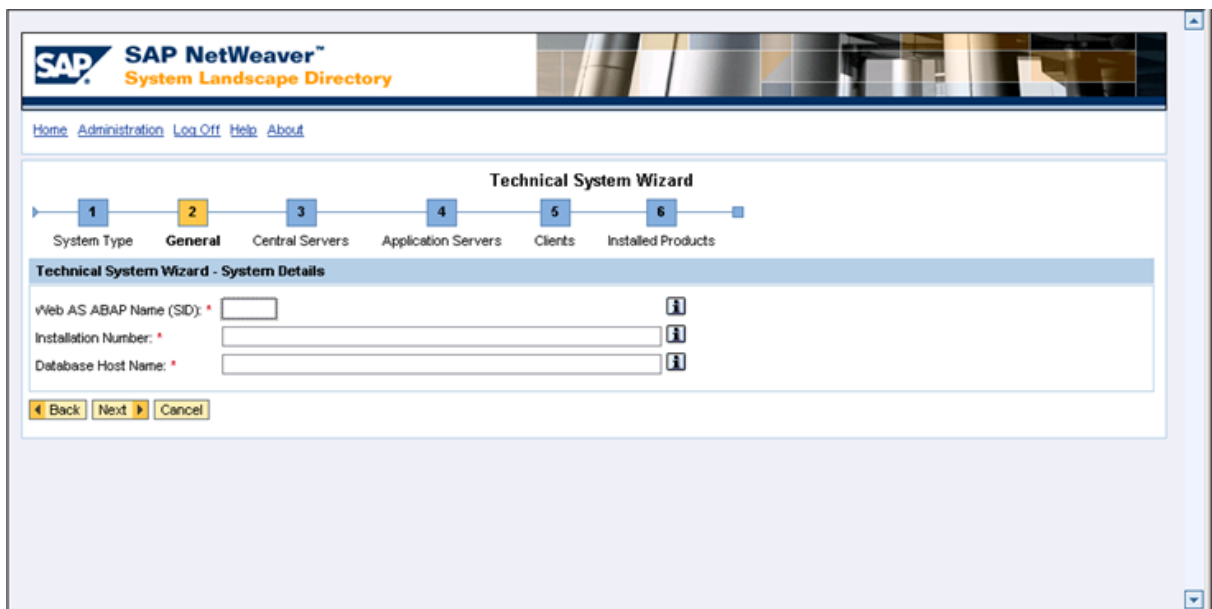 SAP SAP NetWeaver™
System Landscape Directory
Home Administration Log Off Help About
Technical System Wizard
1 2 3 4 5 6
System Type General Central Servers Application Servers Clients Installed Products
Technical System Wizard - System Details
Web AS ABAP Name (SID): *
Installation Number: *
Database Host Name: *
Back Next Cancel